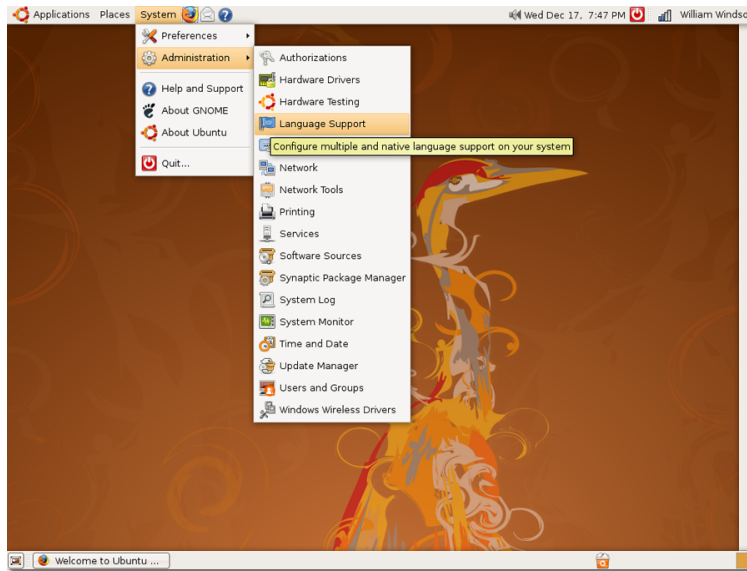 Applications Places System Wed Dec 17, 7:47 PM William Windso
Preferences
Administration
Help and Support
About GNOME
About Ubuntu
Quit...
Authorizations
Hardware Drivers
Hardware Testing
Language Support
Configure multiple and native language support on your system
Network
Network Tools
Printing
Services
Software Sources
Synaptic Package Manager
System Log
System Monitor
Time and Date
Update Manager
Users and Groups
Windows Wireless Drivers
Welcome to Ubuntu ...